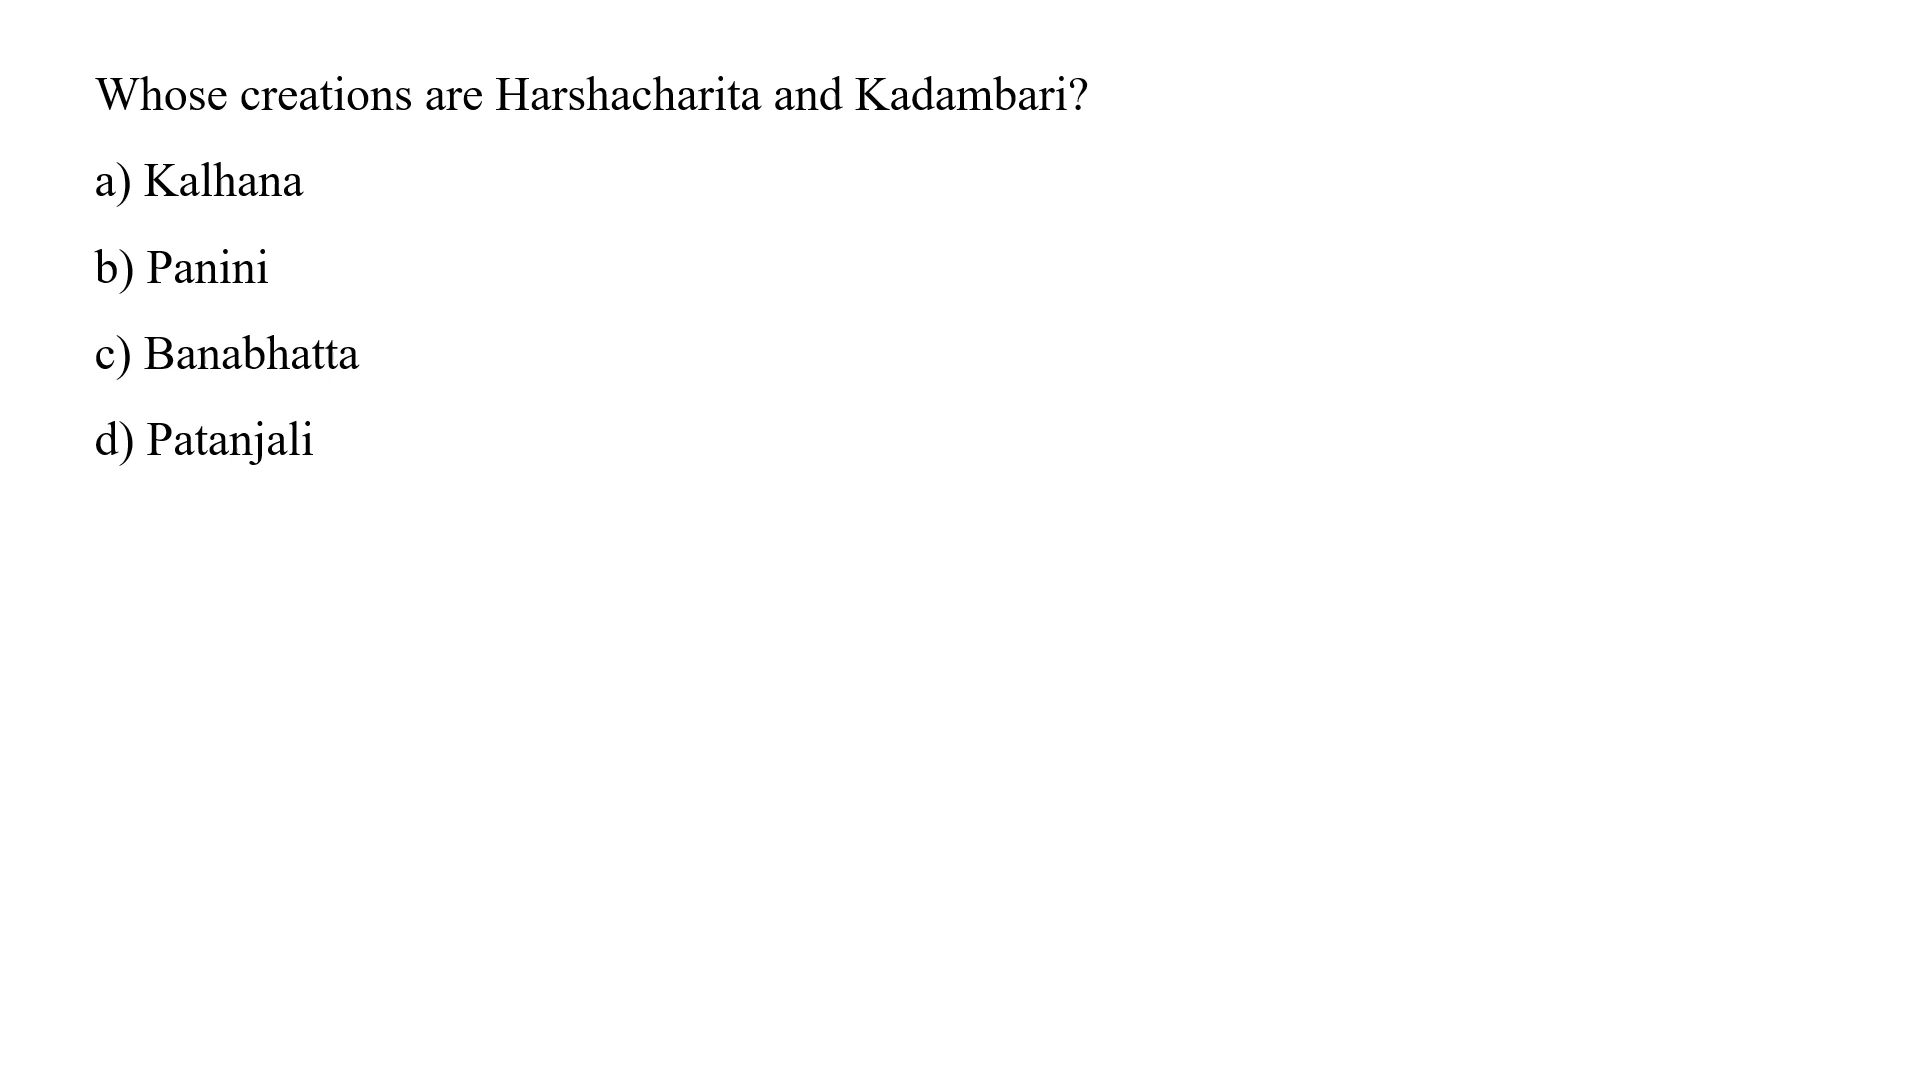 Whose creations are Harshacharita and Kadambari?
a) Kalhana
b) Panini
c) Banabhatta
d) Patanjali